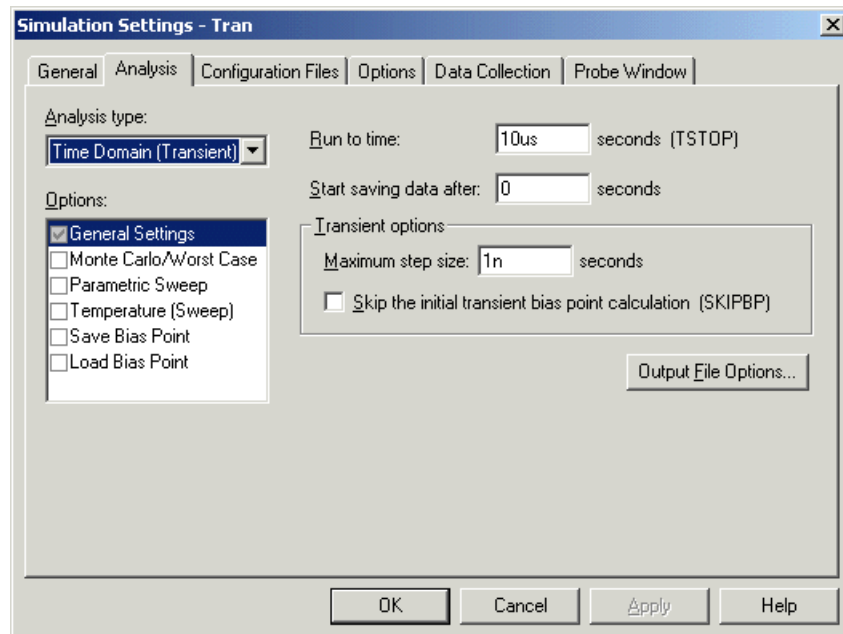 Simulation Settings - Tran
General Analysis Configuration Files Options Data Collection Probe Window
Analysis type:
Time Domain (Transient)
Options:
General Settings
Monte Carlo/Worst Case
Parametric Sweep
Temperature (Sweep)
Save Bias Point
Load Bias Point
Run to time: 10us seconds (TSTOP)
Start saving data after: 0 seconds
Transient options
Maximum step size: 1n seconds
Skip the initial transient bias point calculation (SKIPBP)
Output File Options...
OK Cancel Apply Help